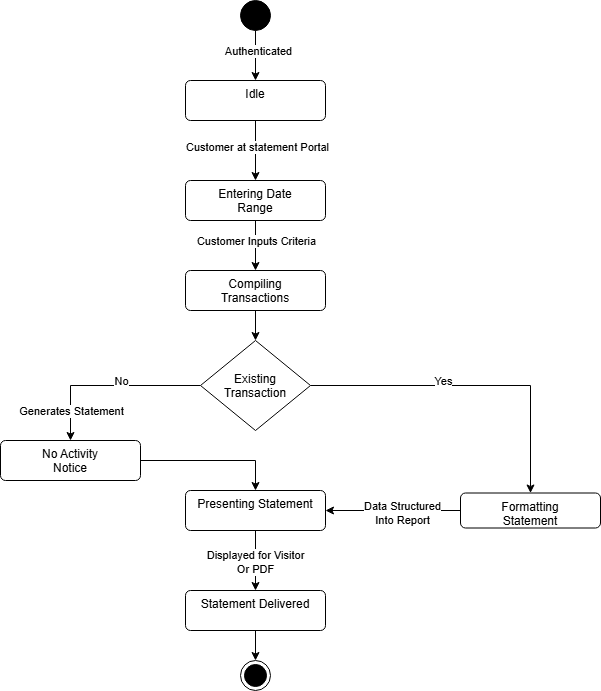 Authenticated
Idle
Customer at statement Portal
Entering Date
Range
Customer Inputs Criteria
Compiling
Transactions
Existing
Transaction
No
Yes
Generates Statement
No Activity
Notice
Presenting Statement
Data Structured
Into Report
Formatting
Statement
Displayed for Visitor
Or PDF
Statement Delivered